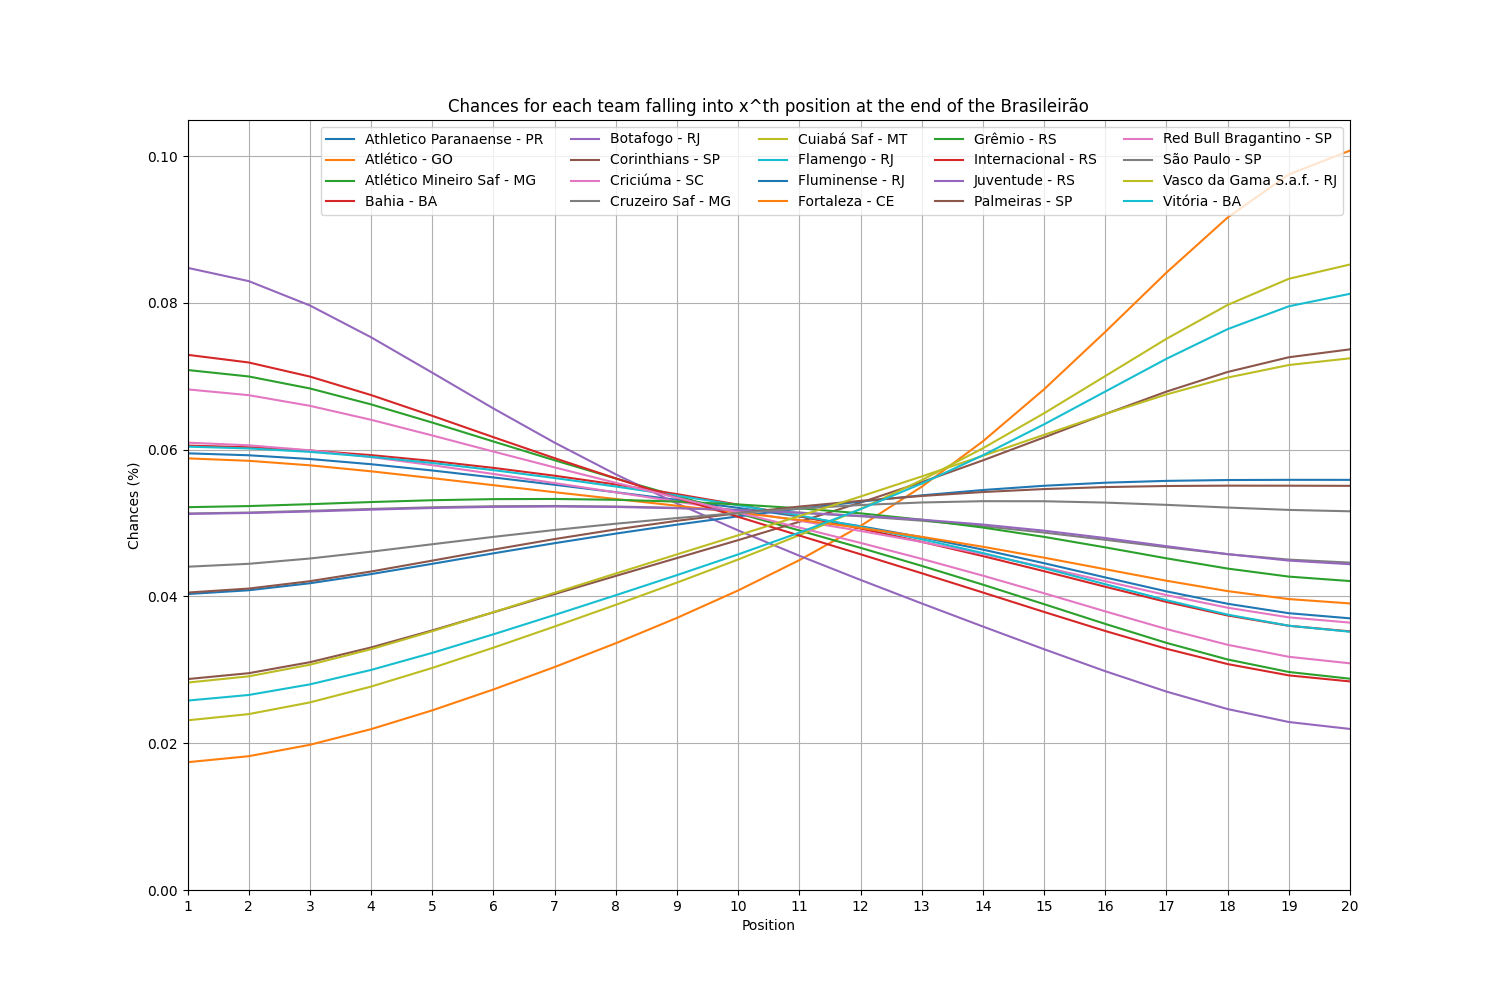 Chances for each team falling into x^th position at the end of the Brasileirão
Athletico Paranaense - PR
Atlético - GO
Atlético Mineiro Saf - MG
Bahia - BA
Botafogo - RJ
Corinthians - SP
Criciúma - SC
Cruzeiro Saf - MG
Cuiabá Saf - MT
Flamengo - RJ
Fluminense - RJ
Fortaleza - CE
Grêmio - RS
Internacional - RS
Juventude - RS
Palmeiras - SP
Red Bull Bragantino - SP
São Paulo - SP
Vasco da Gama S.a.f. - RJ
Vitória - BA
Chances (%)
0.10
0.08
0.06
0.04
0.02
0.00
1 2 3 4 5 6 7 8 9 10 11 12 13 14 15 16 17 18 19 20
Position